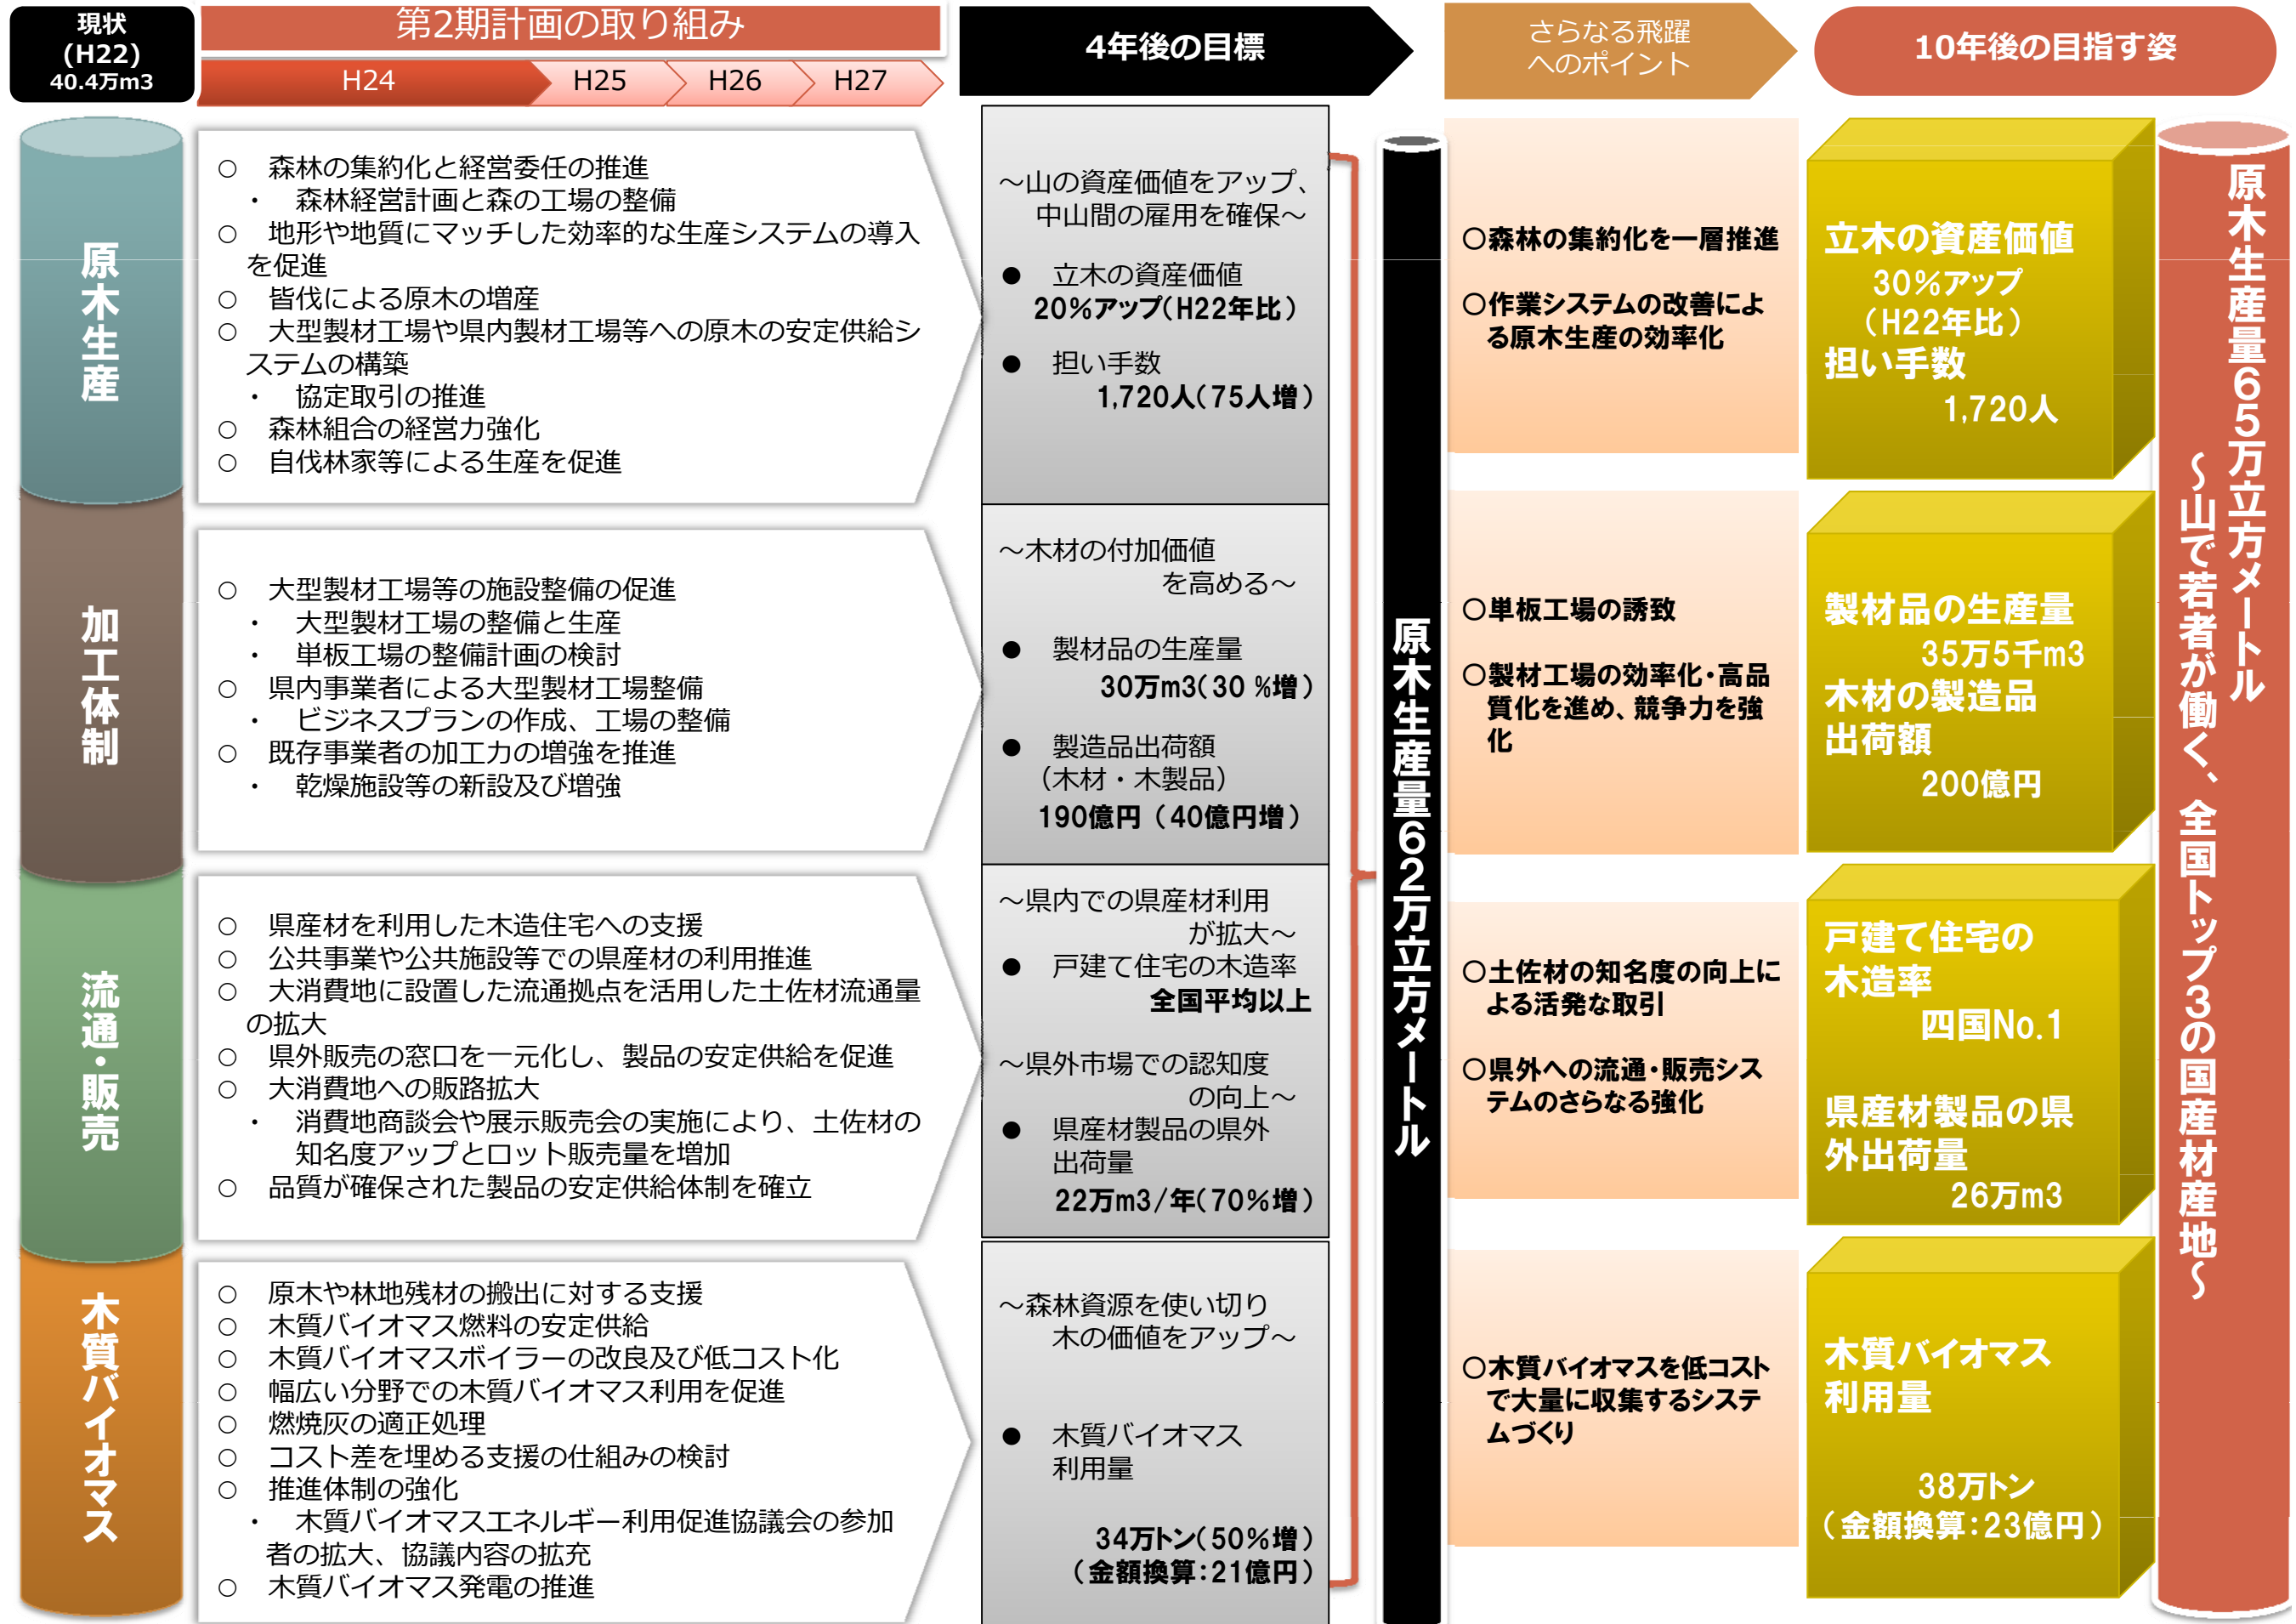 現状
(H22)
40.4万m3
第2期計画の取り組み
H24
H25
H26
H27
4年後の目標
さらなる飛躍
へのポイント
10年後の目指す姿
原木生産
○　森林の集約化と経営委任の推進
・　森林経営計画と森の工場の整備
○　地形や地質にマッチした効率的な生産システムの導入
を促進
○　皆伐による原木の増産
○　大型製材工場や県内製材工場等への原木の安定供給シ
ステムの構築
・　協定取引の推進
○　森林組合の経営力強化
○　自伐林家等による生産を促進
～山の資産価値をアップ、
中山間の雇用を確保～
●　立木の資産価値
20％アップ（H22年比）
●　担い手数
1,720人（75人増）
○森林の集約化を一層推進
○作業システムの改善によ
る原木生産の効率化
立木の資産価値
30％アップ
（H22年比）
担い手数
1,720人
加工体制
○　大型製材工場等の施設整備の促進
・　大型製材工場の整備と生産
・　単板工場の整備計画の検討
○　県内事業者による大型製材工場整備
・　ビジネスプランの作成、工場の整備
○　既存事業者の加工力の増強を推進
・　乾燥施設等の新設及び増強
～木材の付加価値
を高める～
●　製材品の生産量
30万m3（30 %増）
●　製造品出荷額
（木材・木製品）
190億円（40億円増）
○単板工場の誘致
○製材工場の効率化・高品
質化を進め、競争力を強
化
製材品の生産量
35万5千m3
木材の製造品
出荷額
200億円
流通・販売
○　県産材を利用した木造住宅への支援
○　公共事業や公共施設等での県産材の利用推進
○　大消費地に設置した流通拠点を活用した土佐材流通量
の拡大
○　県外販売の窓口を一元化し、製品の安定供給を促進
○　大消費地への販路拡大
・　消費地商談会や展示販売会の実施により、土佐材の
知名度アップとロット販売量を増加
○　品質が確保された製品の安定供給体制を確立
～県内での県産材利用
が拡大～
●　戸建て住宅の木造率
全国平均以上
～県外市場での認知度
の向上～
●　県産材製品の県外
出荷量
22万m3/年（70％増）
○土佐材の知名度の向上に
よる活発な取引
○県外への流通・販売シス
テムのさらなる強化
戸建て住宅の
木造率
四国No.1
県産材製品の県
外出荷量
26万m3
木質バイオマス
○　原木や林地残材の搬出に対する支援
○　木質バイオマス燃料の安定供給
○　木質バイオマスボイラーの改良及び低コスト化
○　幅広い分野での木質バイオマス利用を促進
○　燃焼灰の適正処理
○　コスト差を埋める支援の仕組みの検討
○　推進体制の強化
・　木質バイオマスエネルギー利用促進協議会の参加
者の拡大、協議内容の拡充
○　木質バイオマス発電の推進
～森林資源を使い切り
木の価値をアップ～
●　木質バイオマス
利用量
34万トン（50％増）
（金額換算：21億円）
○木質バイオマスを低コスト
で大量に収集するシステ
ムづくり
木質バイオマス
利用量
38万トン
（金額換算：23億円）
原木生産量62万立方メートル
原木生産量65万立方メートル
～山で若者が働く、全国トップ3の国産材産地～